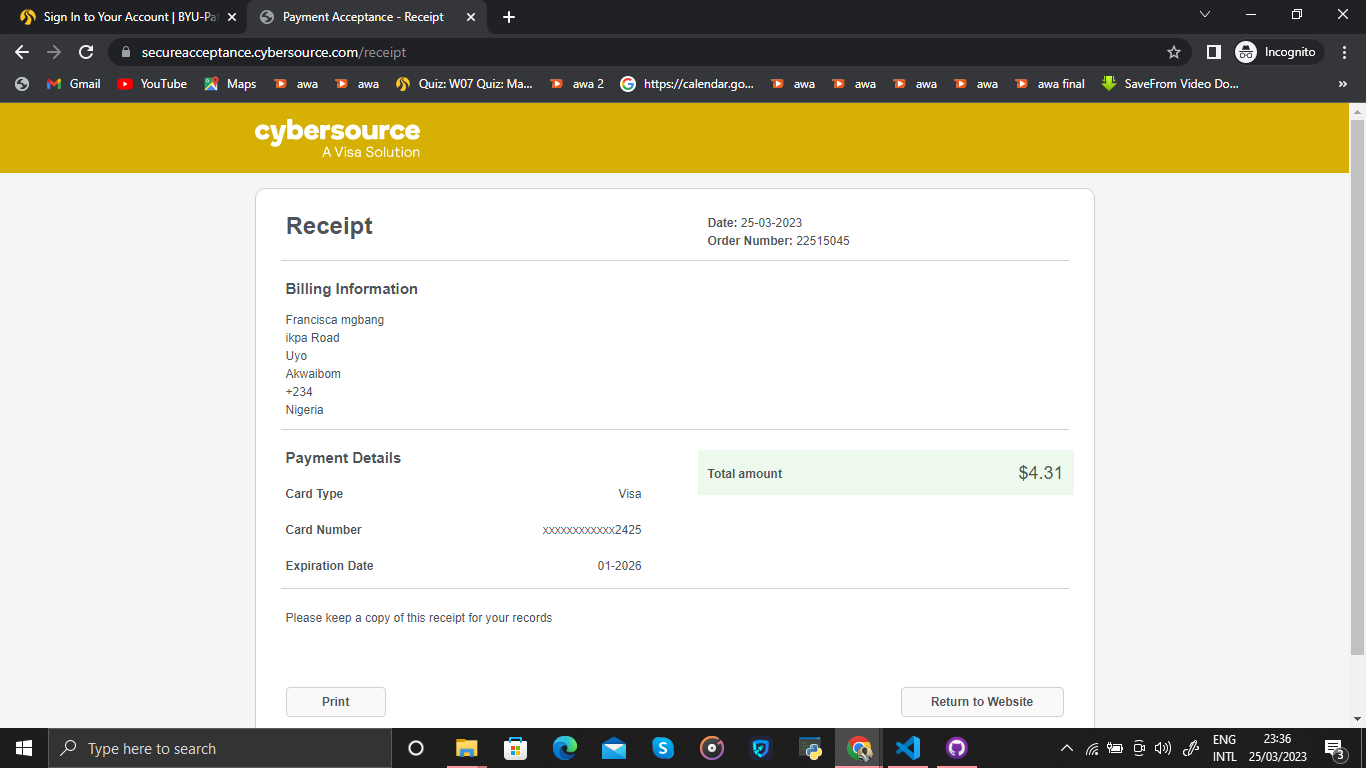 Sign In to Your Account | BYU-Pat
Payment Acceptance - Receipt
secureacceptance.cybersource.com/receipt
Incognito
Gmail
YouTube
Maps
awa
awa
Quiz: W07 Quiz: Ma...
awa 2
https://calendar.go...
awa
awa
awa
awa
awa final
SaveFrom Video Do...
cybersource
A Visa Solution
Receipt
Date: 25-03-2023
Order Number: 22515045
Billing Information
Francisca mgbang
ikpa Road
Uyo
Akwaibom
+234
Nigeria
Payment Details
Total amount $4.31
Card Type Visa
Card Number xxxxxxxxxxxx2425
Expiration Date 01-2026
Please keep a copy of this receipt for your records
Print
Return to Website
Type here to search
ENG
INTL
23:36
25/03/2023
3